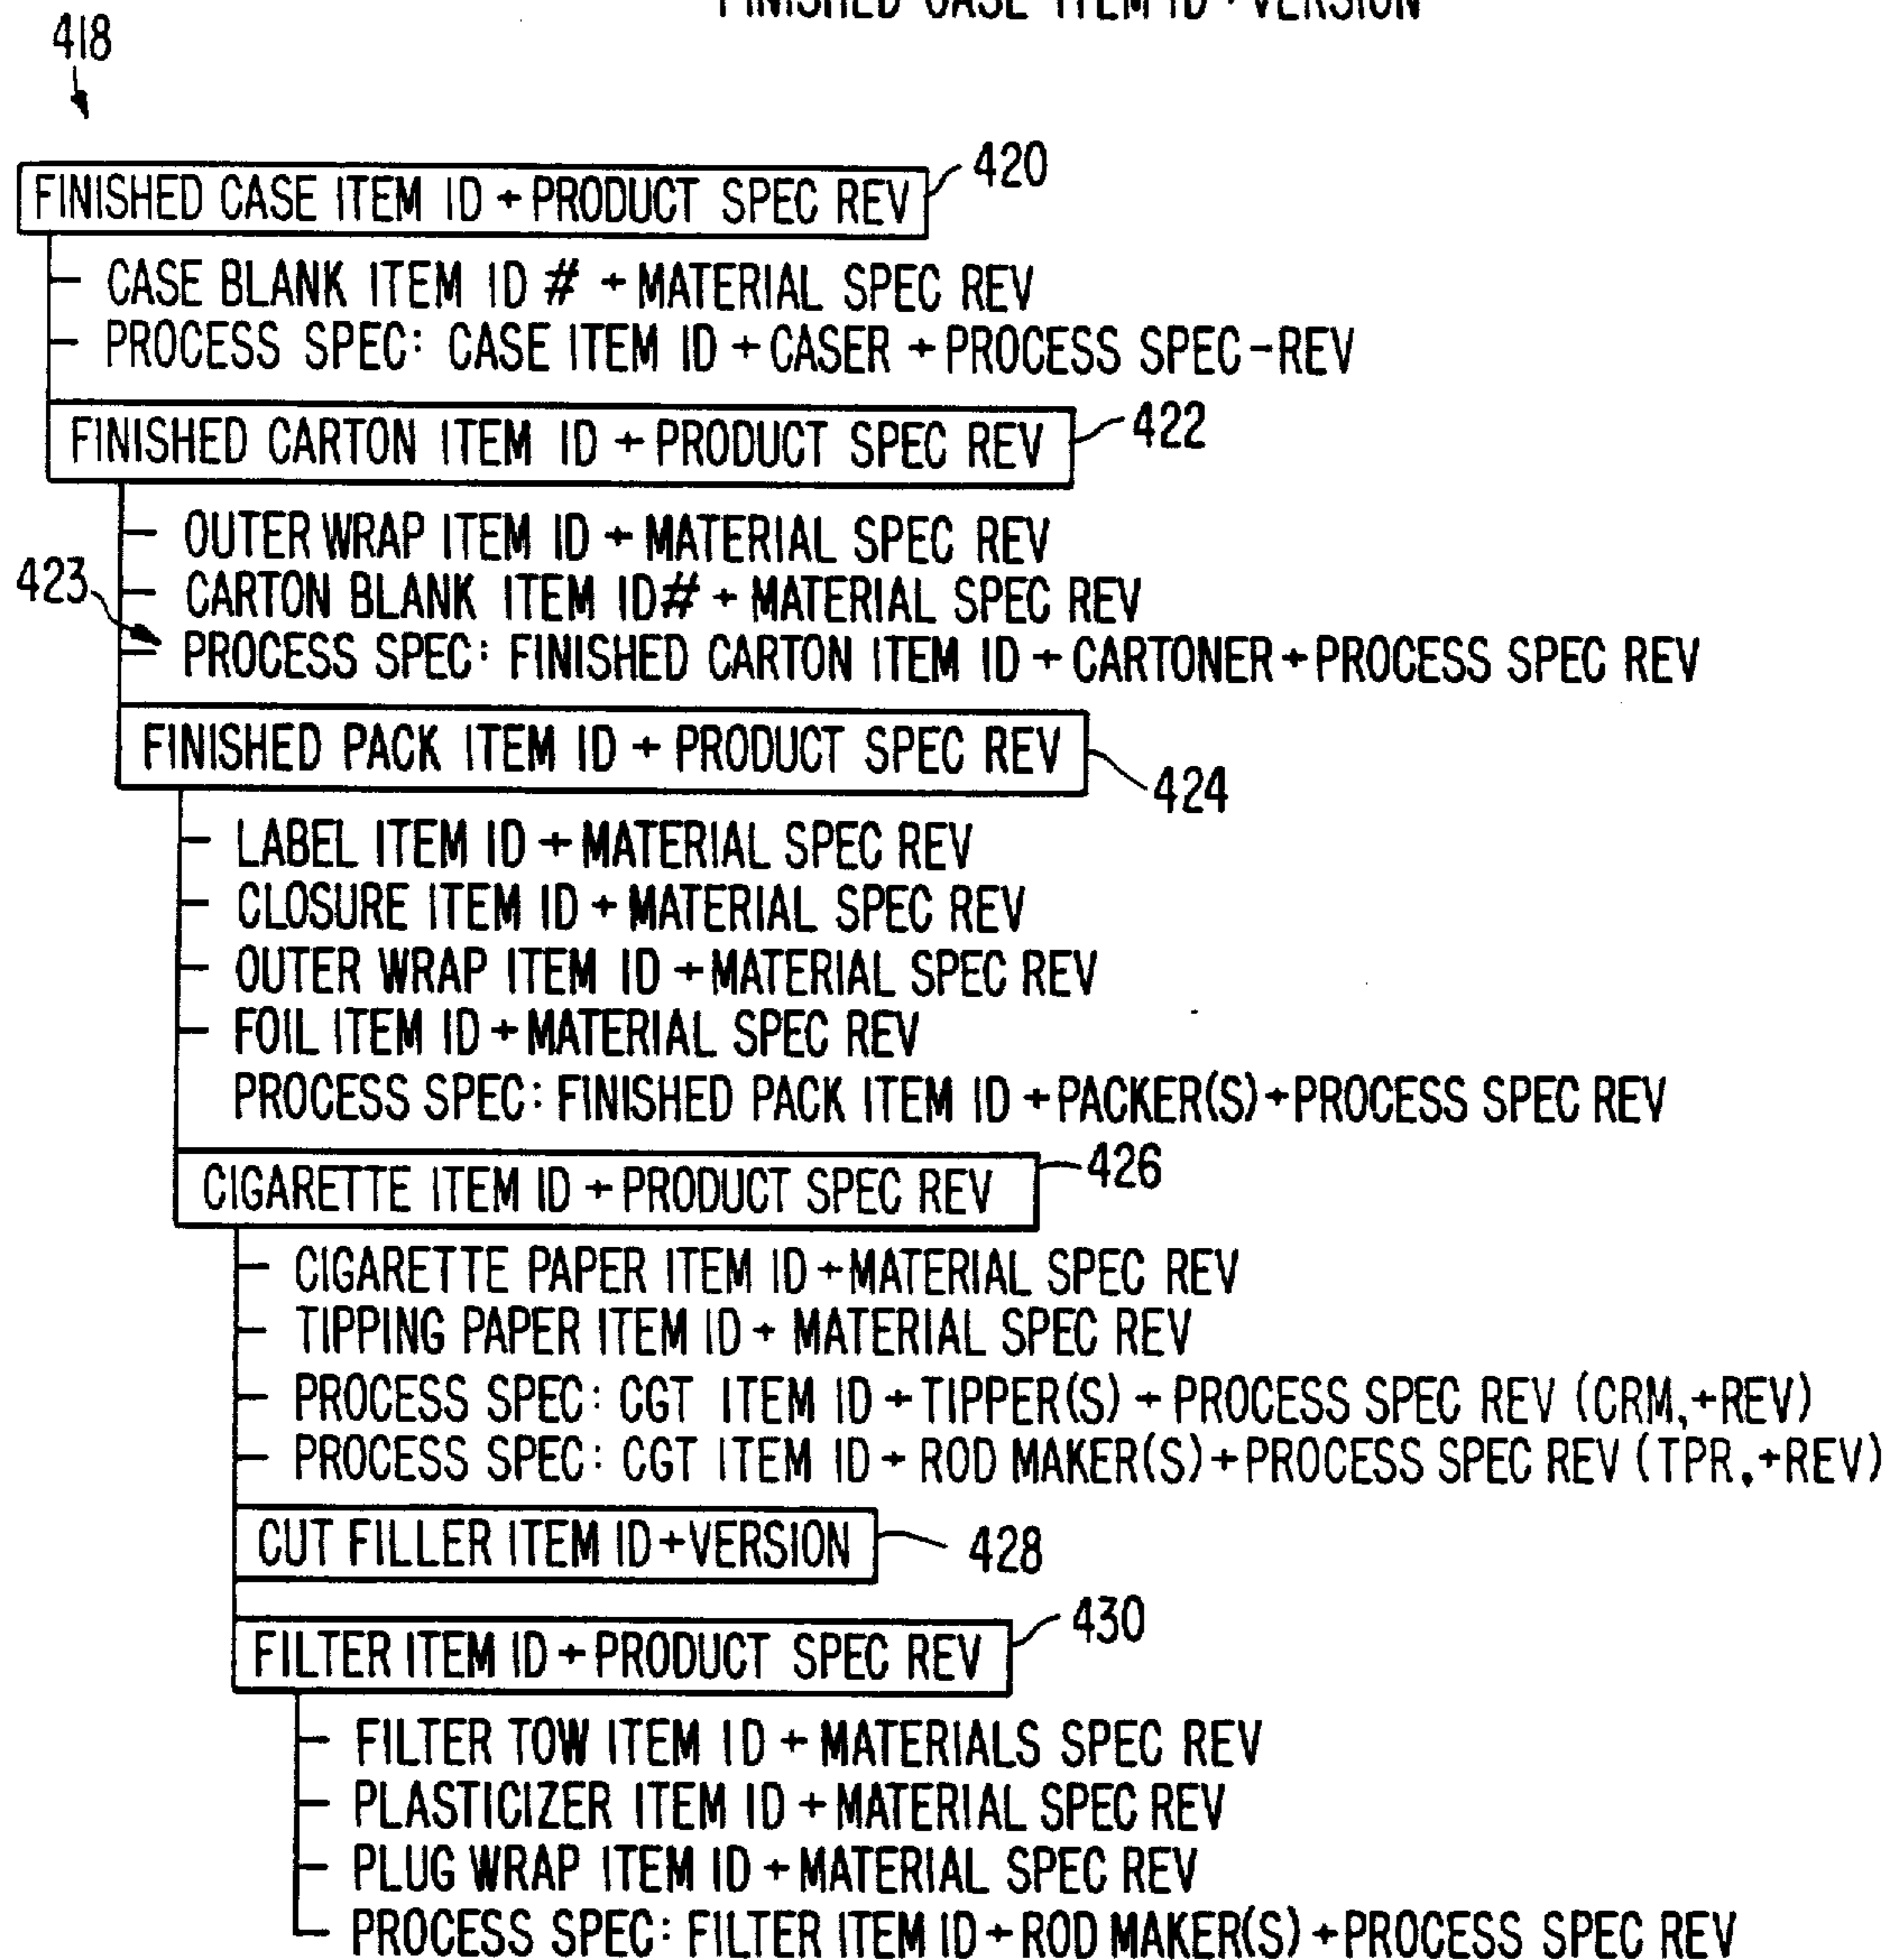 FINISHED CASE ITEM ID + VERSION
418
FINISHED CASE ITEM ID + PRODUCT SPEC REV
420
CASE BLANK ITEM ID # + MATERIAL SPEC REV
PROCESS SPEC: CASE ITEM ID + CASER + PROCESS SPEC-REV
FINISHED CARTON ITEM ID + PRODUCT SPEC REV
422
OUTER WRAP ITEM ID + MATERIAL SPEC REV
423
CARTON BLANK ITEM ID# + MATERIAL SPEC REV
PROCESS SPEC: FINISHED CARTON ITEM ID + CARTONER + PROCESS SPEC REV
FINISHED PACK ITEM ID + PRODUCT SPEC REV
424
LABEL ITEM ID + MATERIAL SPEC REV
CLOSURE ITEM ID + MATERIAL SPEC REV
OUTER WRAP ITEM ID + MATERIAL SPEC REV
FOIL ITEM ID + MATERIAL SPEC REV
PROCESS SPEC: FINISHED PACK ITEM ID + PACKER(S) + PROCESS SPEC REV
CIGARETTE ITEM ID + PRODUCT SPEC REV
426
CIGARETTE PAPER ITEM ID + MATERIAL SPEC REV
TIPPING PAPER ITEM ID + MATERIAL SPEC REV
PROCESS SPEC: CGT ITEM ID + TIPPER(S) + PROCESS SPEC REV (CRM.+REV)
PROCESS SPEC: CGT ITEM ID + ROD MAKER(S) + PROCESS SPEC REV (TPR.+REV)
CUT FILLER ITEM ID + VERSION
428
FILTER ITEM ID + PRODUCT SPEC REV
430
FILTER TOW ITEM ID + MATERIALS SPEC REV
PLASTICIZER ITEM ID + MATERIAL SPEC REV
PLUG WRAP ITEM ID + MATERIAL SPEC REV
PROCESS SPEC: FILTER ITEM ID + ROD MAKER(S) + PROCESS SPEC REV